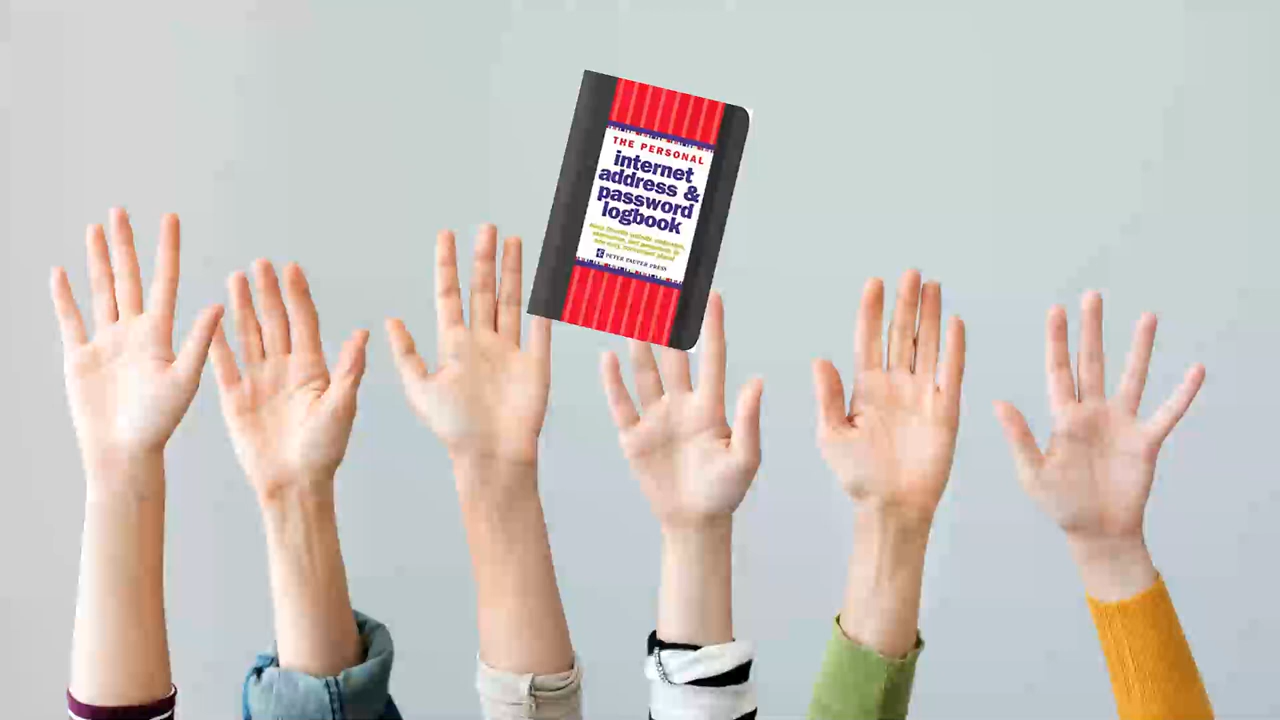 THE PERSONAL
internet
address &
password
logbook
PETER PAUPER PRESS